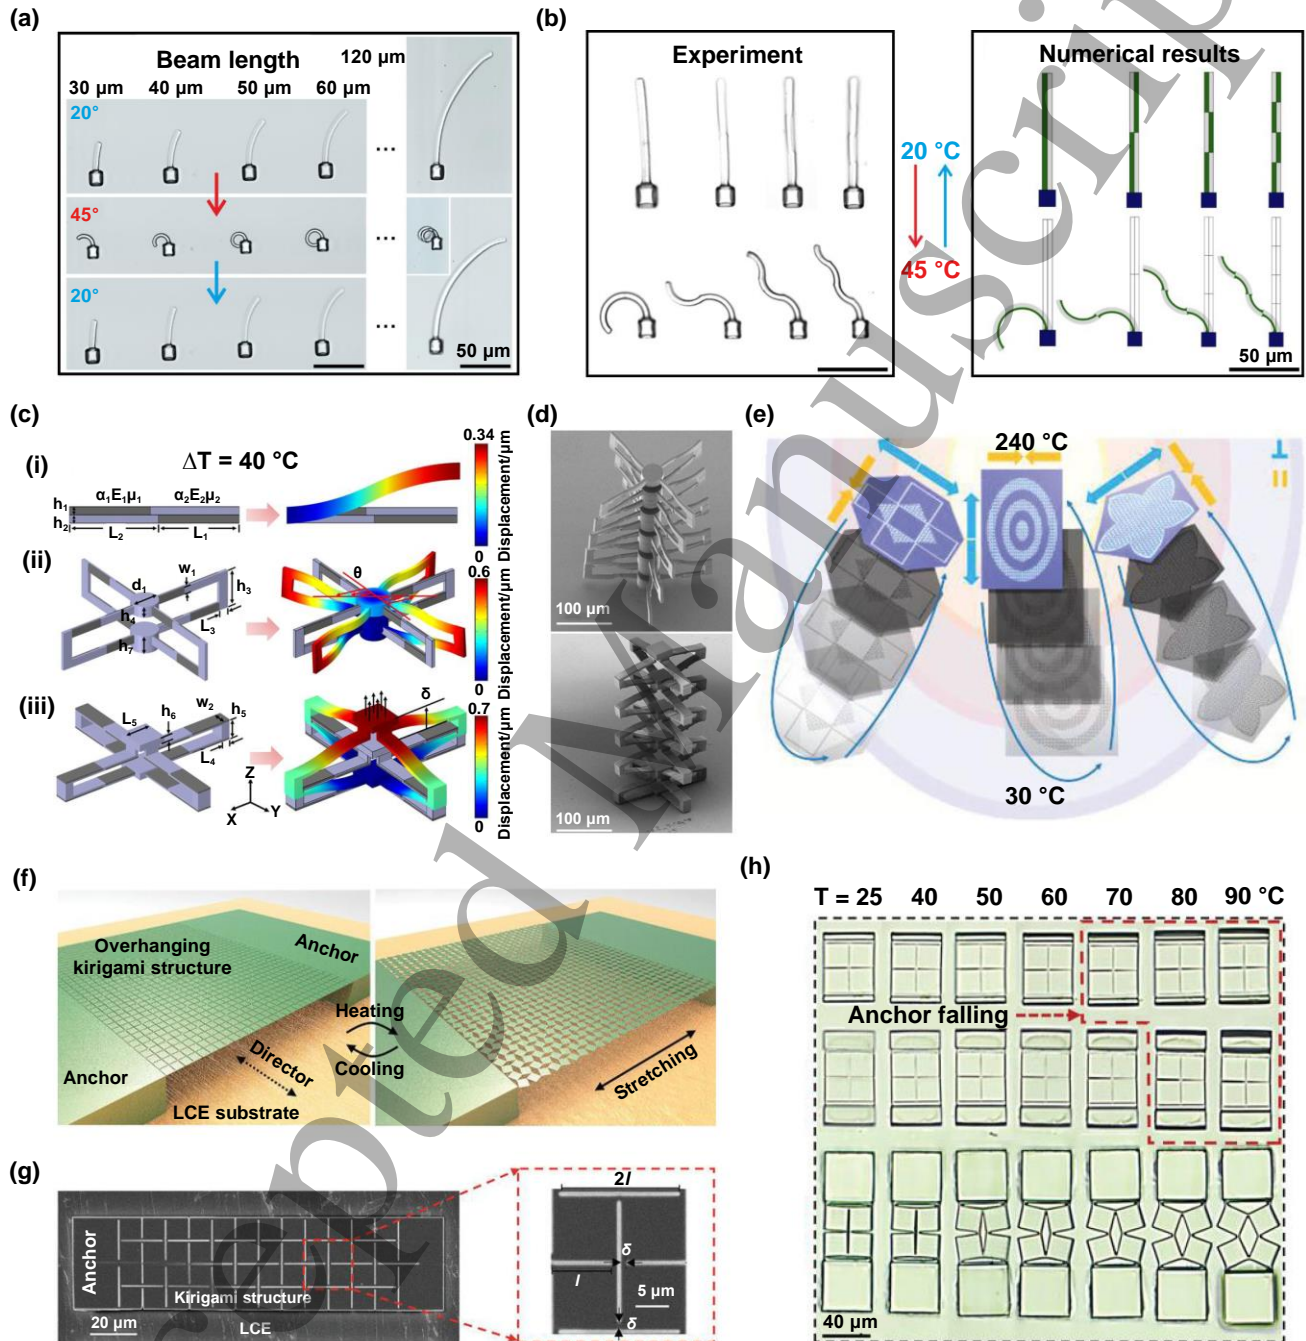 (a)
Beam length
120 μm
30 μm 40 μm 50 μm 60 μm
20°
...
45°
...
20°
...
50 μm
(b)
Experiment
20 °C
45 °C
Numerical results
50 μm
(c)
(i)
ΔT = 40 °C
h₁
h₂
α₁E₁μ₁ α₂E₂μ₂
L₂ L₁
0.34
0
Displacement/μm
(ii)
d₁
w₁
h₃
h₄
L₃
h₇
θ
0.6
0
Displacement/μm
(iii)
L₅
h₆
w₂
h₅
L₄
Z
X
Y
δ
0.7
0
Displacement/μm
(d)
100 μm
100 μm
(e)
240 °C
30 °C
⊥
=
(f)
Overhanging
kirigami structure
Anchor
Anchor
Director
LCE substrate
Heating
Cooling
Stretching
(g)
Anchor
Kirigami structure
20 μm
LCE
2l
δ
l
5 μm
δ
(h)
T = 25 40 50 60 70 80 90 °C
Anchor falling
40 μm
epted Manuscrip